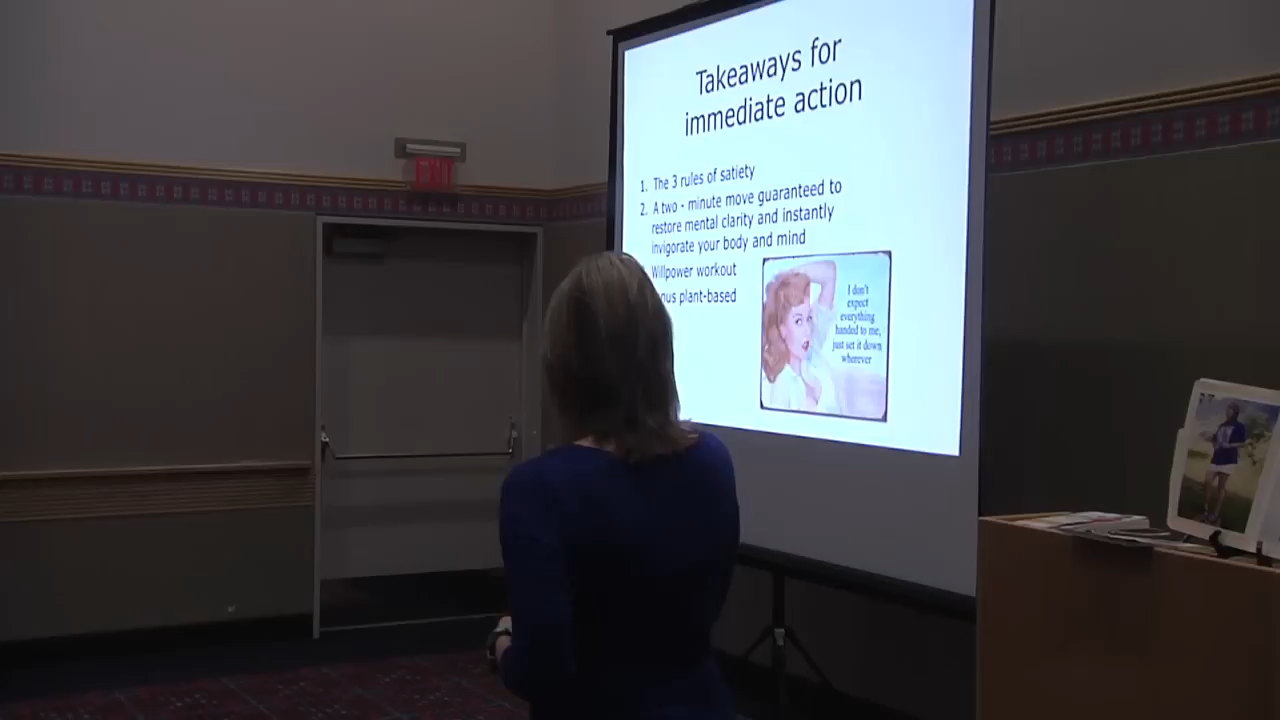 EXIT
Takeaways for
immediate action
1. The 3 rules of satiety
2. A two - minute move guaranteed to
restore mental clarity and instantly
invigorate your body and mind
Willpower workout
nus plant-based
I don't
expect
everything
handed to me,
just set it down
wherever